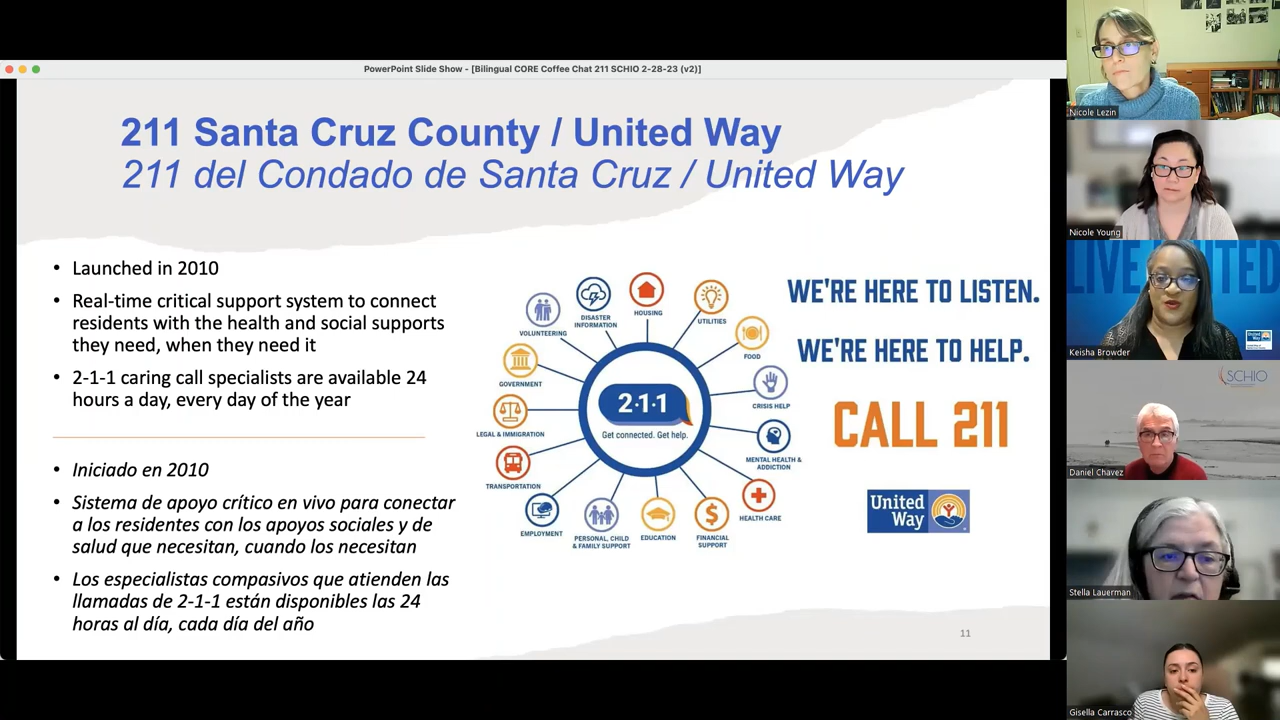 PowerPoint Slide Show - [Bilingual CORE Coffee Chat 211 SCHIO 2-28-23 (v2)]
211 Santa Cruz County / United Way
211 del Condado de Santa Cruz / United Way
• Launched in 2010
• Real-time critical support system to connect
residents with the health and social supports
they need, when they need it
• 2-1-1 caring call specialists are available 24
hours a day, every day of the year
• Iniciado en 2010
• Sistema de apoyo crítico en vivo para conectar
a los residentes con los apoyos sociales y de
salud que necesitan, cuando los necesitan
• Los especialistas compasivos que atienden las
llamadas de 2-1-1 están disponibles las 24
horas al día, cada día del año
HOUSING
UTILITIES
FOOD
CRISIS HELP
MENTAL HEALTH &
ADDICTION
HEALTH CARE
FINANCIAL
SUPPORT
EDUCATION
PERSONAL, CHILD
& FAMILY SUPPORT
EMPLOYMENT
TRANSPORTATION
LEGAL & IMMIGRATION
GOVERNMENT
VOLUNTEERING
DISASTER
INFORMATION
2·1·1
Get connected. Get help.
WE'RE HERE TO LISTEN.
WE'RE HERE TO HELP.
CALL 211
United
Way
11
Nicole Lezin
Nicole Young
LIVE UNITED
Keisha Browder
SCHIO
Daniel Chavez
Stella Lauerman
Gisella Carrasco